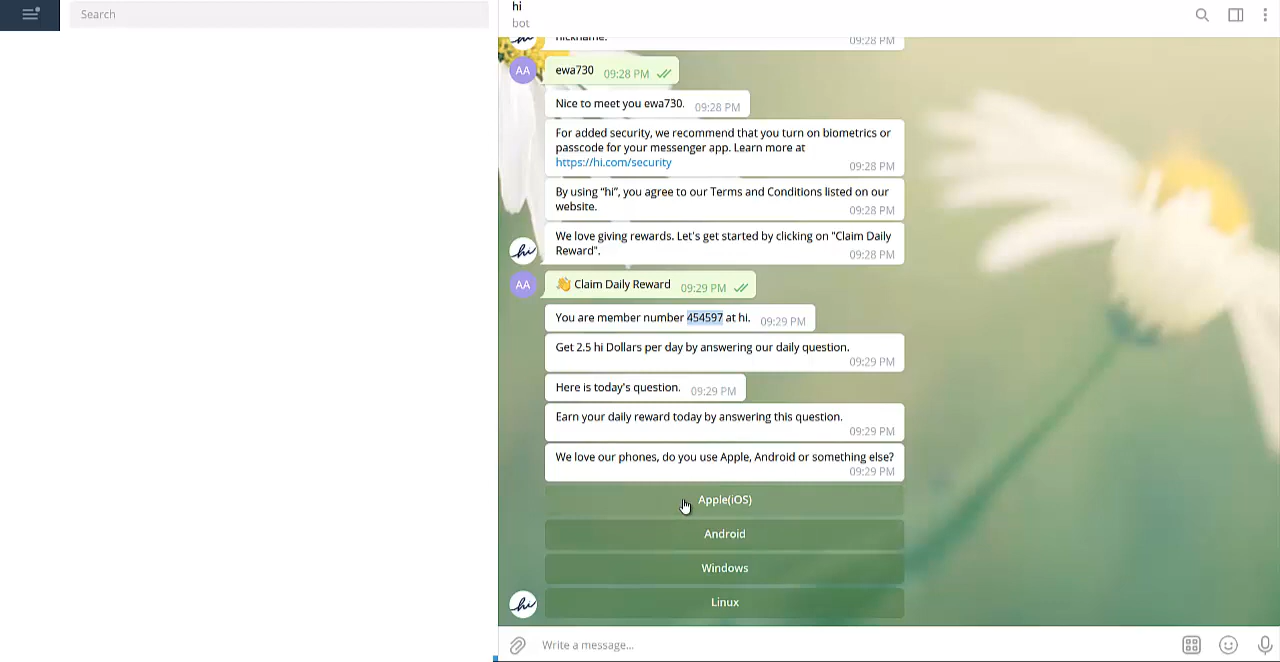 Search
hi
bot
nickname.
09:28 PM
AA
ewa730 09:28 PM
Nice to meet you ewa730. 09:28 PM
For added security, we recommend that you turn on biometrics or
passcode for your messenger app. Learn more at
https://hi.com/security
09:28 PM
By using “hi”, you agree to our Terms and Conditions listed on our
website.
09:28 PM
We love giving rewards. Let's get started by clicking on "Claim Daily
Reward".
09:28 PM
hi
AA
👋 Claim Daily Reward 09:29 PM
You are member number 454597 at hi. 09:29 PM
Get 2.5 hi Dollars per day by answering our daily question.
09:29 PM
Here is today's question. 09:29 PM
Earn your daily reward today by answering this question.
09:29 PM
We love our phones, do you use Apple, Android or something else?
09:29 PM
Apple(iOS)
Android
Windows
Linux
hi
Write a message...